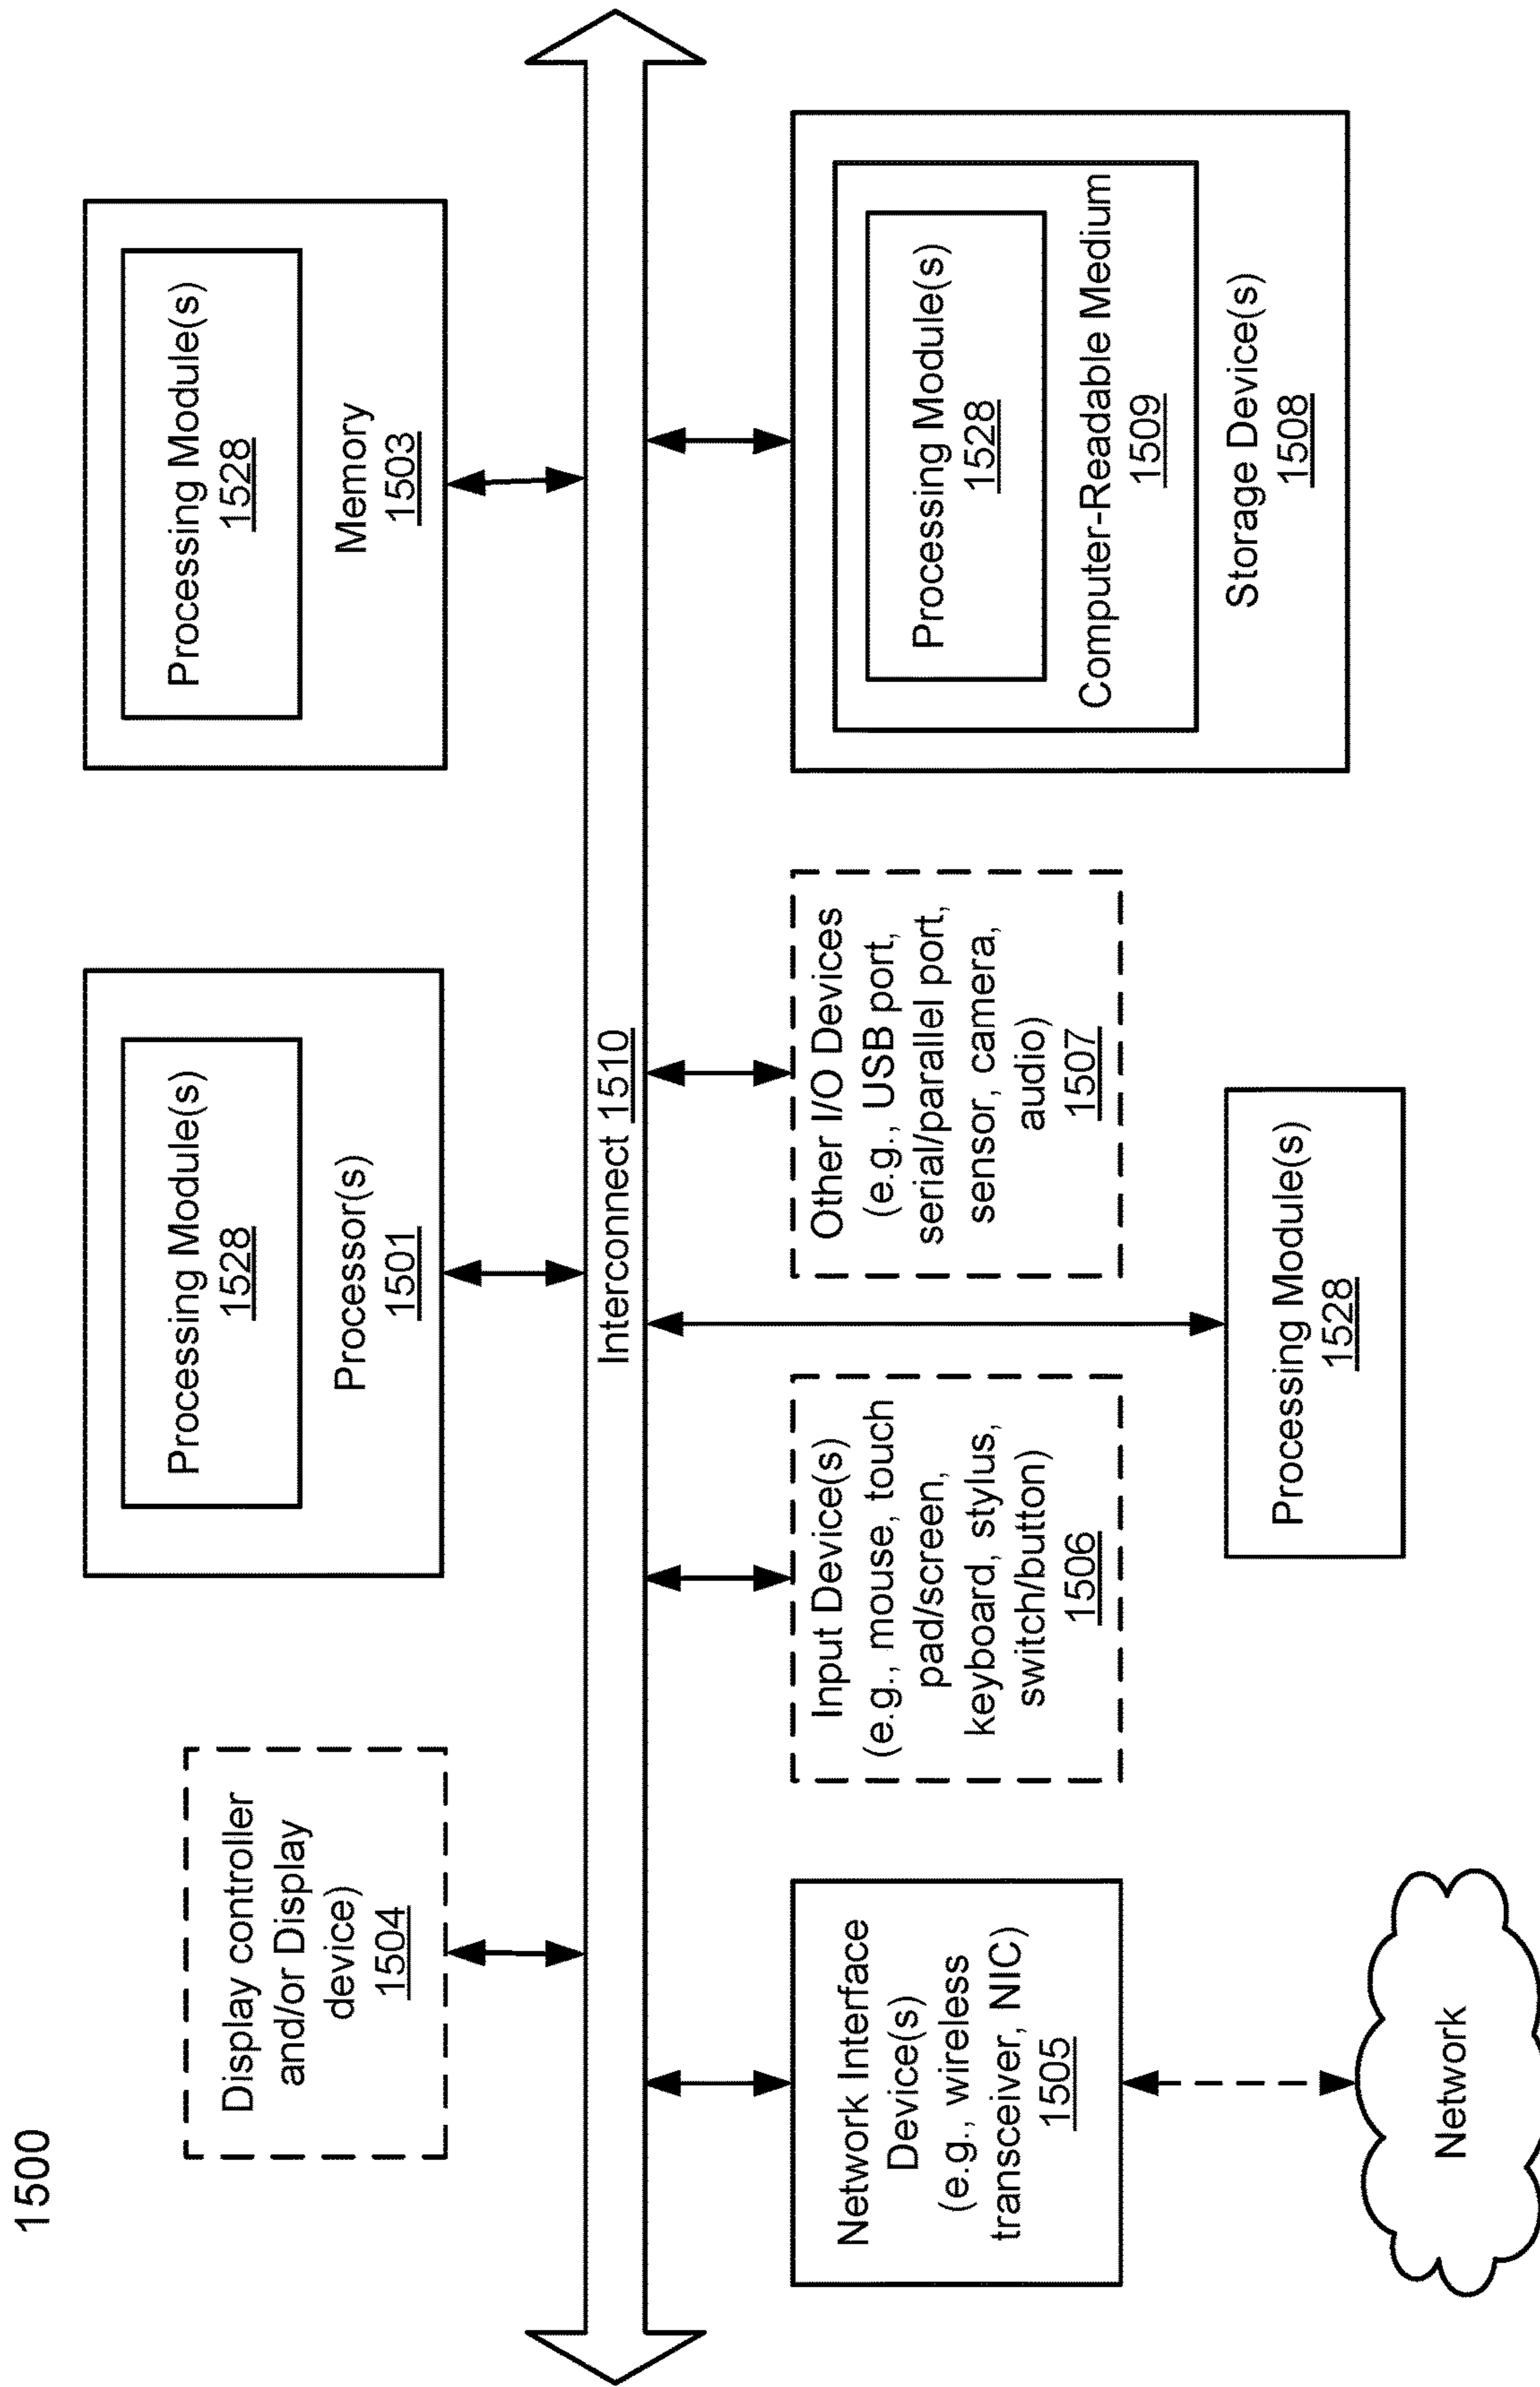 1500
Display controller
and/or Display
device)
1504
Processing Module(s)
1528
Processor(s)
1501
Processing Module(s)
1528
Memory
1503
Interconnect 1510
Network Interface
Device(s)
(e.g., wireless
transceiver, NIC)
1505
Input Device(s)
(e.g., mouse, touch
pad/screen,
keyboard, stylus,
switch/button)
1506
Other I/O Devices
(e.g., USB port,
serial/parallel port,
sensor, camera,
audio)
1507
Processing Module(s)
1528
Computer-Readable Medium
1509
Storage Device(s)
1508
Processing Module(s)
1528
Network